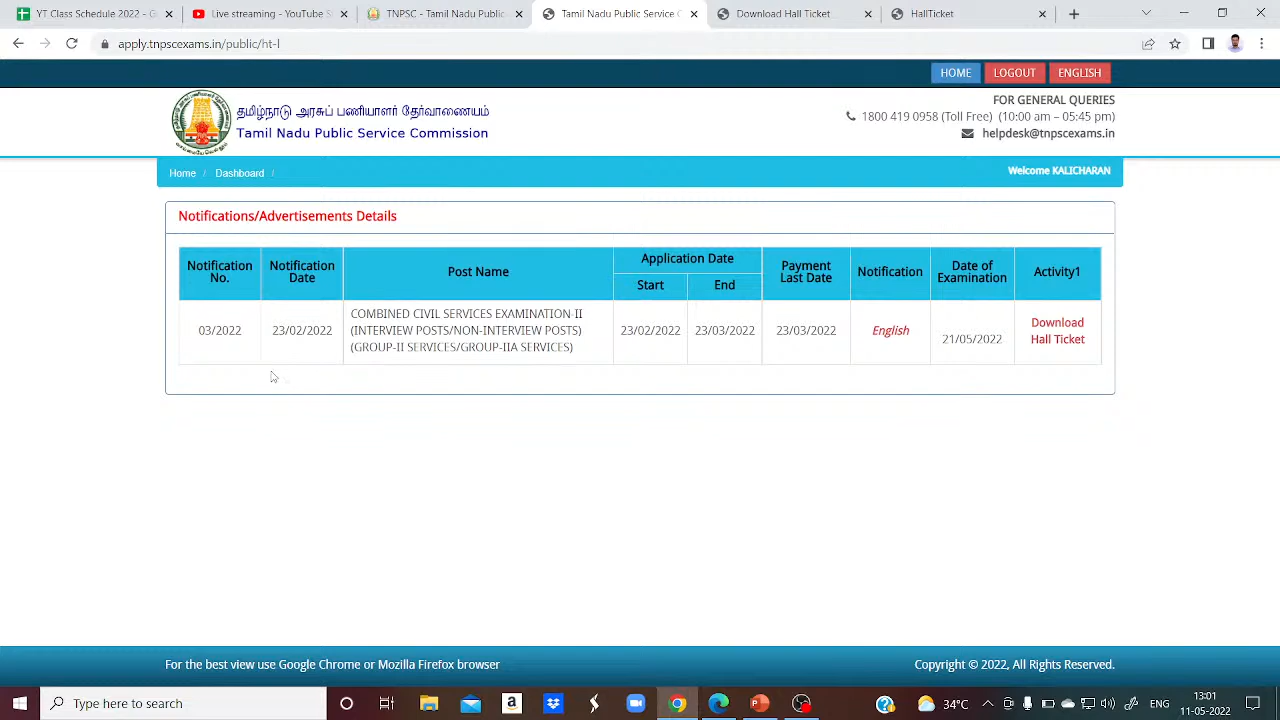 YT Class Schedule 2022 -
Live streaming - YouTube S
TNPSC - Tamil Nadu Public
Tamil Nadu Public Service C
Download Hall Ticket
HallTicket
apply.tnpscexams.in/public/ht-l
HOME
LOGOUT
ENGLISH
தமிழ்நாடு அரசுப் பணியாளர் தேர்வாணையம்
Tamil Nadu Public Service Commission
FOR GENERAL QUERIES
1800 419 0958 (Toll Free) (10:00 am – 05:45 pm)
helpdesk@tnpscexams.in
Home / Dashboard /
Welcome KALICHARAN
Notifications/Advertisements Details
Notification No.
Notification Date
Post Name
Application Date
Start
End
Payment Last Date
Notification
Date of Examination
Activity1
03/2022
23/02/2022
COMBINED CIVIL SERVICES EXAMINATION-II
(INTERVIEW POSTS/NON-INTERVIEW POSTS)
(GROUP-II SERVICES/GROUP-IIA SERVICES)
23/02/2022
23/03/2022
23/03/2022
English
21/05/2022
Download
Hall Ticket
For the best view use Google Chrome or Mozilla Firefox browser
Copyright © 2022, All Rights Reserved.
Type here to search
34°C
ENG
13:01
11-05-2022